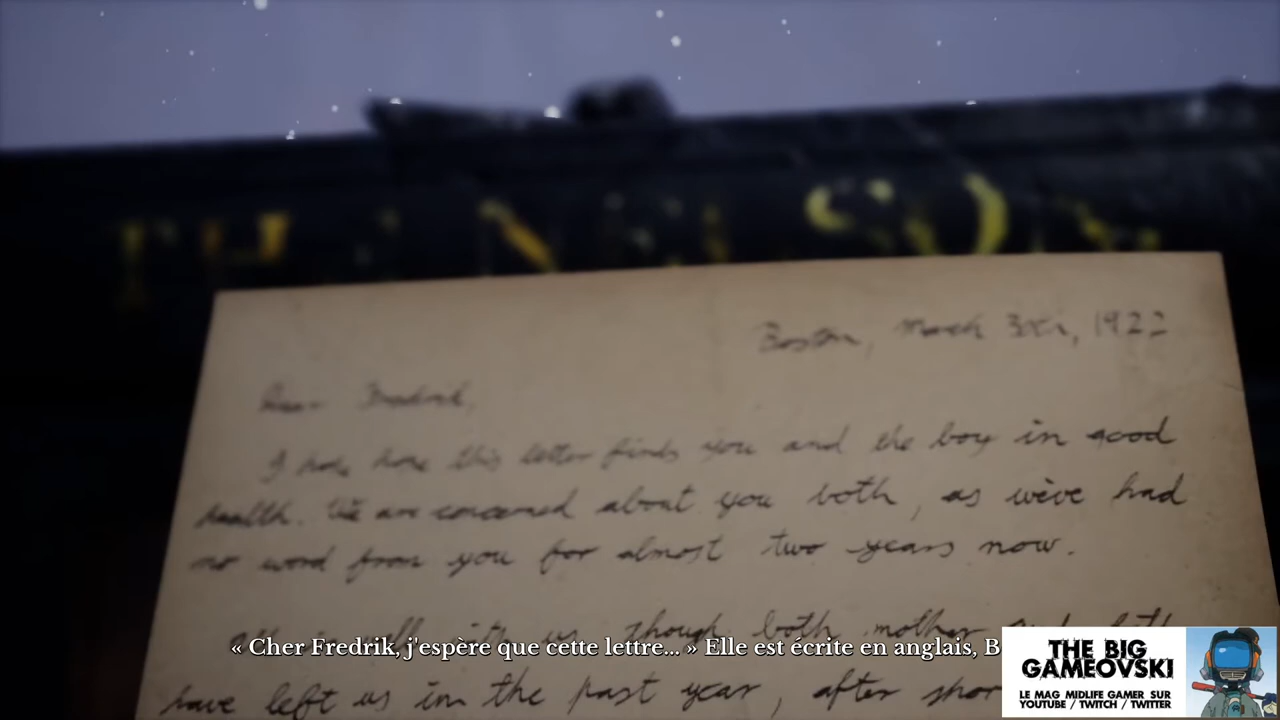 Boston, March 3rd, 1922
Dear Fredrik,
I hope this letter finds you and the boy in good
health. We are concerned about you both, as we've had
no word from you for almost two years now.
with us, though both mother and
have left us in the past year, after
« Cher Fredrik, j'espère que cette lettre... » Elle est écrite en anglais, B
THE BIG
GAMEOVSKI
LE MAG MIDLIFE GAMER SUR
YOUTUBE / TWITCH / TWITTER